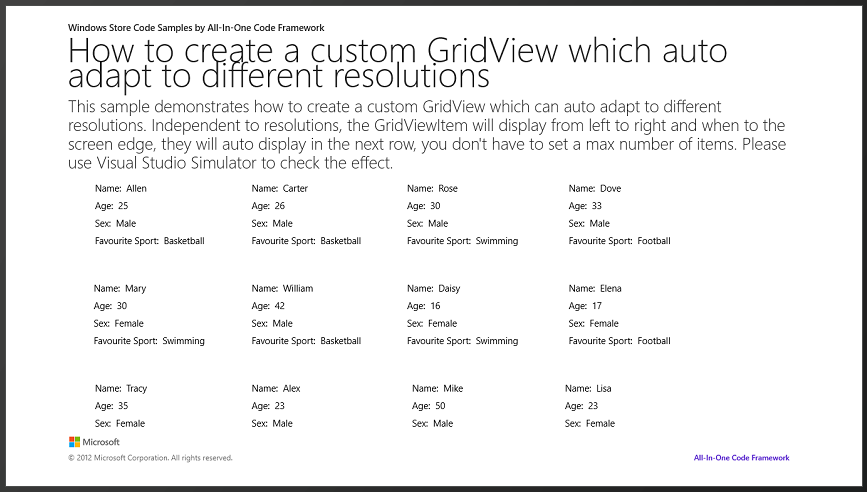 Windows Store Code Samples by All-In-One Code Framework
How to create a custom GridView which auto
adapt to different resolutions
This sample demonstrates how to create a custom GridView which can auto adapt to different
resolutions. Independent to resolutions, the GridViewItem will display from left to right and when to the
screen edge, they will auto display in the next row, you don't have to set a max number of items. Please
use Visual Studio Simulator to check the effect.
Name: Allen
Age: 25
Sex: Male
Favourite Sport: Basketball
Name: Carter
Age: 26
Sex: Male
Favourite Sport: Basketball
Name: Rose
Age: 30
Sex: Male
Favourite Sport: Swimming
Name: Dove
Age: 33
Sex: Male
Favourite Sport: Football
Name: Mary
Age: 30
Sex: Female
Favourite Sport: Swimming
Name: William
Age: 42
Sex: Male
Favourite Sport: Basketball
Name: Daisy
Age: 16
Sex: Female
Favourite Sport: Swimming
Name: Elena
Age: 17
Sex: Female
Favourite Sport: Football
Name: Tracy
Age: 35
Sex: Female
Name: Alex
Age: 23
Sex: Male
Name: Mike
Age: 50
Sex: Male
Name: Lisa
Age: 23
Sex: Female
Microsoft
© 2012 Microsoft Corporation. All rights reserved.
All-In-One Code Framework